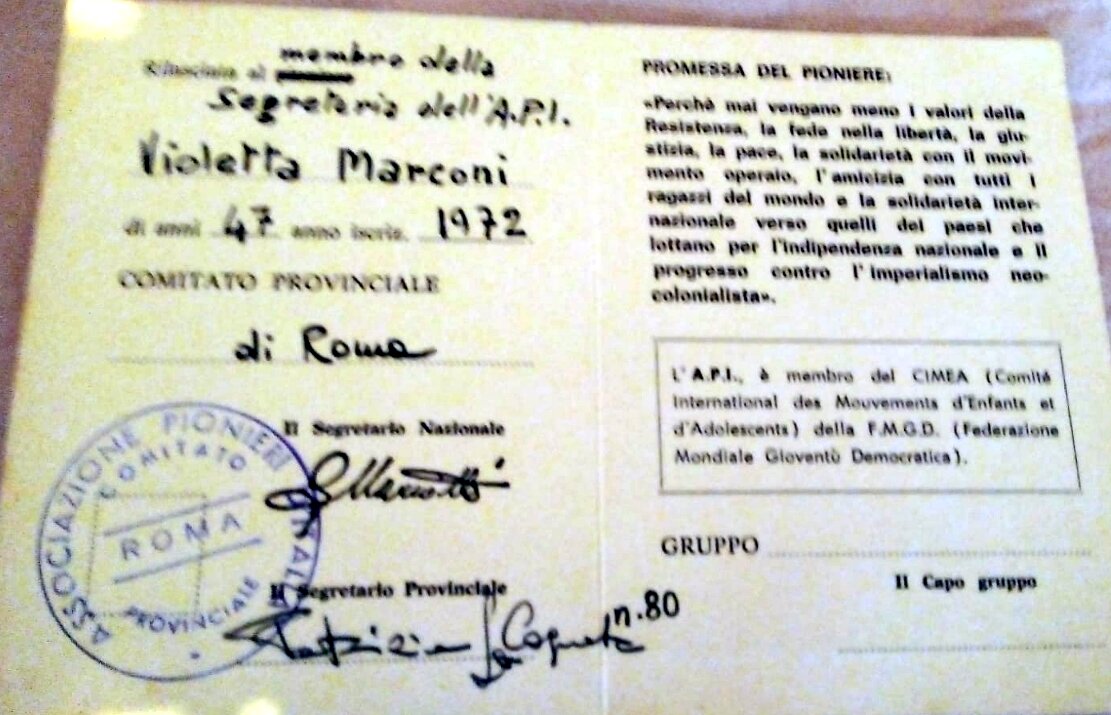 Rilasciata al membro della
Segreteria dell'A.P.I.
Violetta Marconi
di anni 47 anno iscriz. 1972
COMITATO PROVINCIALE
di Roma
Il Segretario Nazionale
Il Segretario Provinciale
n.80
ASSOCIAZIONE PIONIERI
COMITATO
ROMA
PROVINCIALE
PROMESSA DEL PIONIERE:
«Perchè mai vengano meno i valori della
Resistenza, la fede nella libertà, la giu-
stizia, la pace, la solidarietà con il movi-
mento operaio, l'amicizia con tutti i
ragazzi del mondo e la solidarietà inter-
nazionale verso quelli dei paesi che
lottano per l'indipendenza nazionale e il
progresso contro l'imperialismo neo-
colonialista».
L'A.P.I., è membro del CIMEA (Comité
International des Mouvements d'Enfants et
d'Adolescents) della F.M.G.D. (Federazione
Mondiale Gioventù Democratica).
GRUPPO
Il Capo gruppo